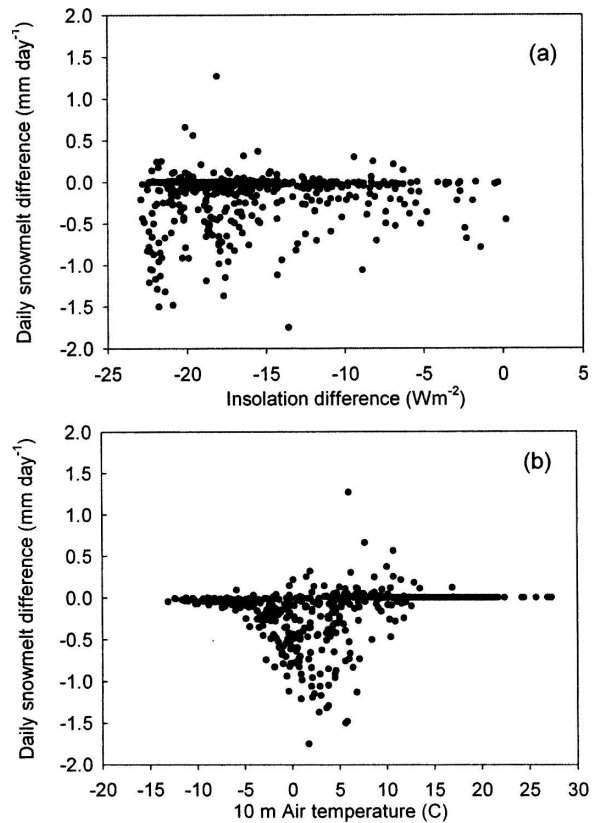 2.0
1.5
1.0
0.5
0.0
-0.5
-1.0
-1.5
-2.0
Daily snowmelt difference (mm day-1)
(a)
-25 -20 -15 -10 -5 0 5
Insolation difference (Wm-2)
2.0
1.5
1.0
0.5
0.0
-0.5
-1.0
-1.5
-2.0
Daily snowmelt difference (mm day-1)
(b)
-20 -15 -10 -5 0 5 10 15 20 25 30
10 m Air temperature (C)